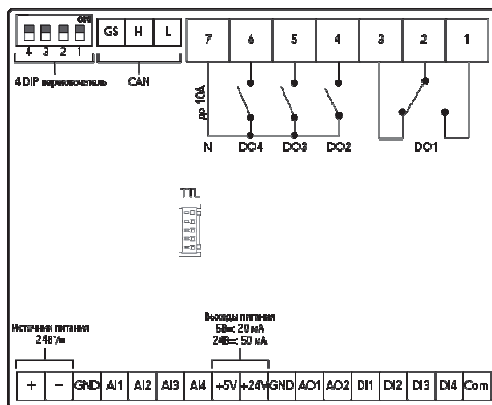 ON
GS H L
7 6 5 4 3 2 1
4 3 2 1
4 DIP переключатель
CAN
до 10А
N DO4 DO3 DO2 DO1
TTL
Источник питания
24В~/=
Выходы питания
5В=: 20 мА
24В=: 50 мА
+ − GND AI1 AI2 AI3 AI4 +5V +24V GND AO1 AO2 DI1 DI2 DI3 DI4 Com